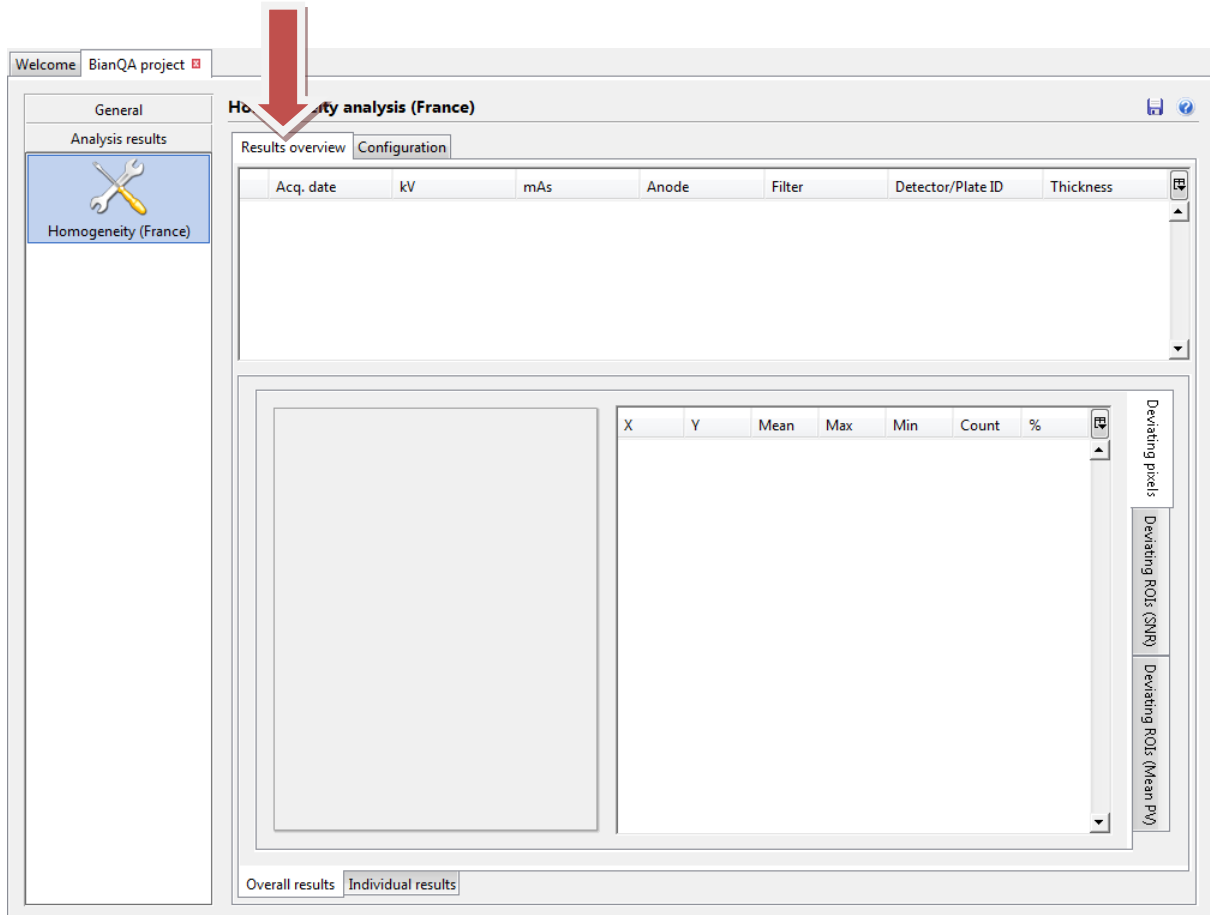 Welcome BianQA project
General
Analysis results
Homogeneity (France)
analysis (France)
Results overview Configuration
Acq. date kV mAs Anode Filter Detector/Plate ID Thickness
X Y Mean Max Min Count %
Deviating pixels
Deviating ROIs (SNR)
Deviating ROIs (Mean PV)
Overall results Individual results